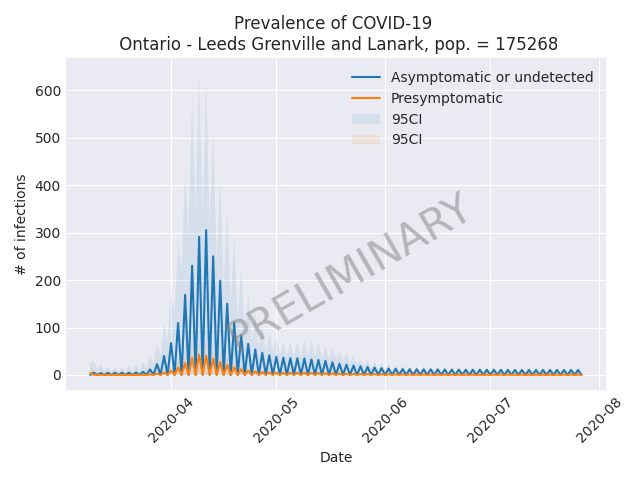 Prevalence of COVID-19
Ontario - Leeds Grenville and Lanark, pop. = 175268
Asymptomatic or undetected
Presymptomatic
95CI
95CI
PRELIMINARY
# of infections
600
500
400
300
200
100
0
2020-04
2020-05
2020-06
2020-07
2020-08
Date